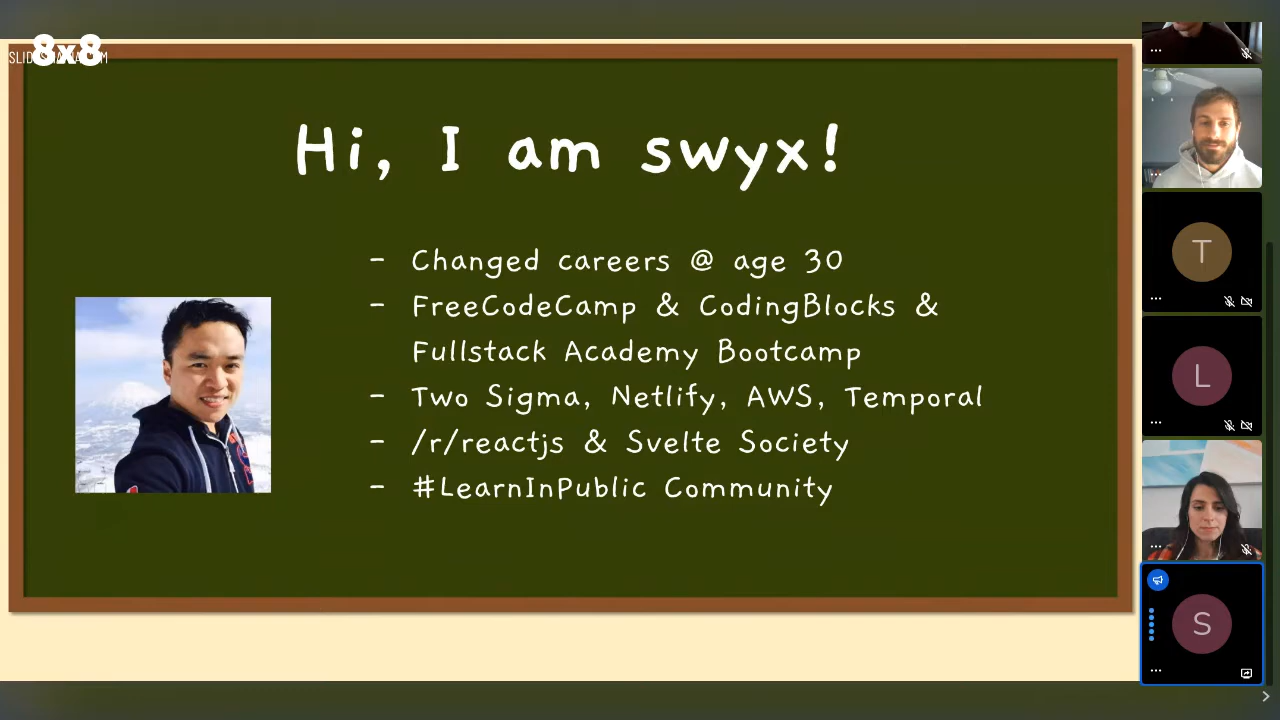 8x8
Hi, I am swyx!
- Changed careers @ age 30
- FreeCodeCamp & CodingBlocks &
Fullstack Academy Bootcamp
- Two Sigma, Netlify, AWS, Temporal
- /r/reactjs & Svelte Society
- #LearnInPublic Community
T
L
S